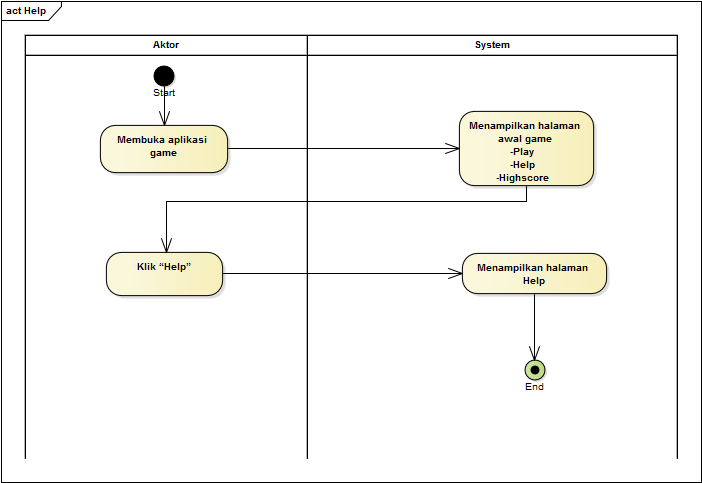 act Help
Aktor
System
Start
Membuka aplikasi
game
Menampilkan halaman
awal game
-Play
-Help
-Highscore
Klik “Help”
Menampilkan halaman
Help
End